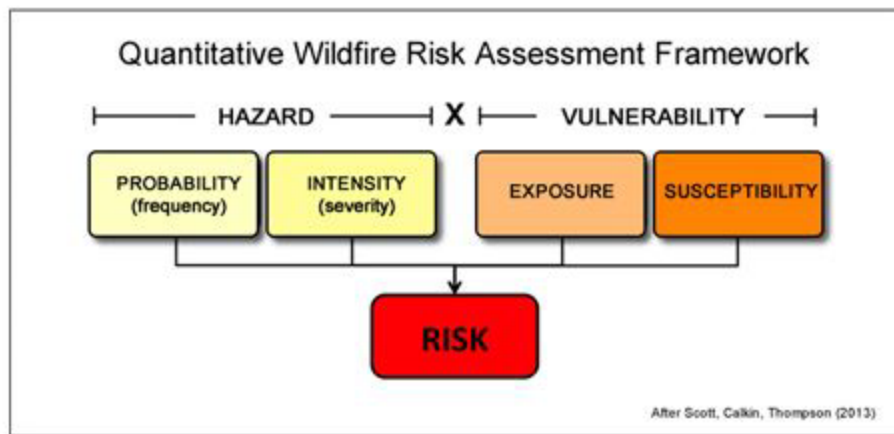 Quantitative Wildfire Risk Assessment Framework
HAZARD X VULNERABILITY
PROBABILITY
(frequency)
INTENSITY
(severity)
EXPOSURE
SUSCEPTIBILITY
RISK
After Scott, Calkin, Thompson (2013)